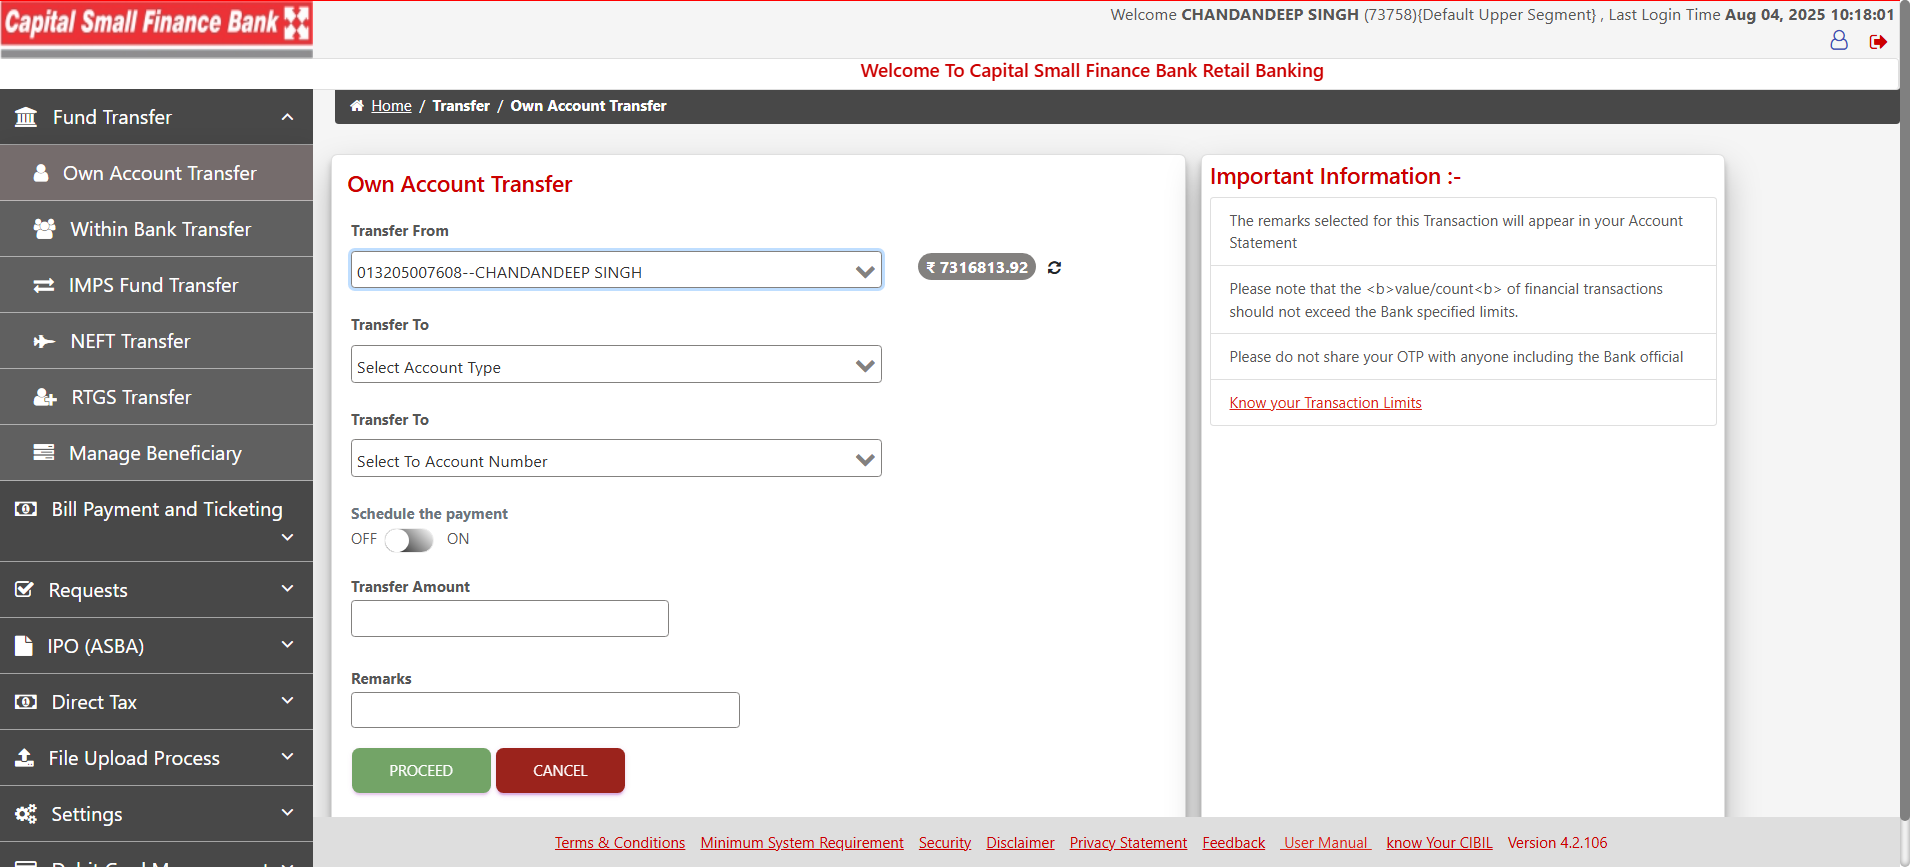 Capital Small Finance Bank
Welcome CHANDANDEEP SINGH (73758){Default Upper Segment} , Last Login Time Aug 04, 2025 10:18:01
Welcome To Capital Small Finance Bank Retail Banking
Fund Transfer
Own Account Transfer
Within Bank Transfer
IMPS Fund Transfer
NEFT Transfer
RTGS Transfer
Manage Beneficiary
Bill Payment and Ticketing
Requests
IPO (ASBA)
Direct Tax
File Upload Process
Settings
Home / Transfer / Own Account Transfer
Own Account Transfer
Transfer From
013205007608--CHANDANDEEP SINGH
₹ 7316813.92
Transfer To
Select Account Type
Transfer To
Select To Account Number
Schedule the payment
OFF ON
Transfer Amount
Remarks
PROCEED CANCEL
Important Information :-
The remarks selected for this Transaction will appear in your Account
Statement
Please note that the <b>value/count<b> of financial transactions
should not exceed the Bank specified limits.
Please do not share your OTP with anyone including the Bank official
Know your Transaction Limits
Terms & Conditions Minimum System Requirement Security Disclaimer Privacy Statement Feedback User Manual know Your CIBIL Version 4.2.106